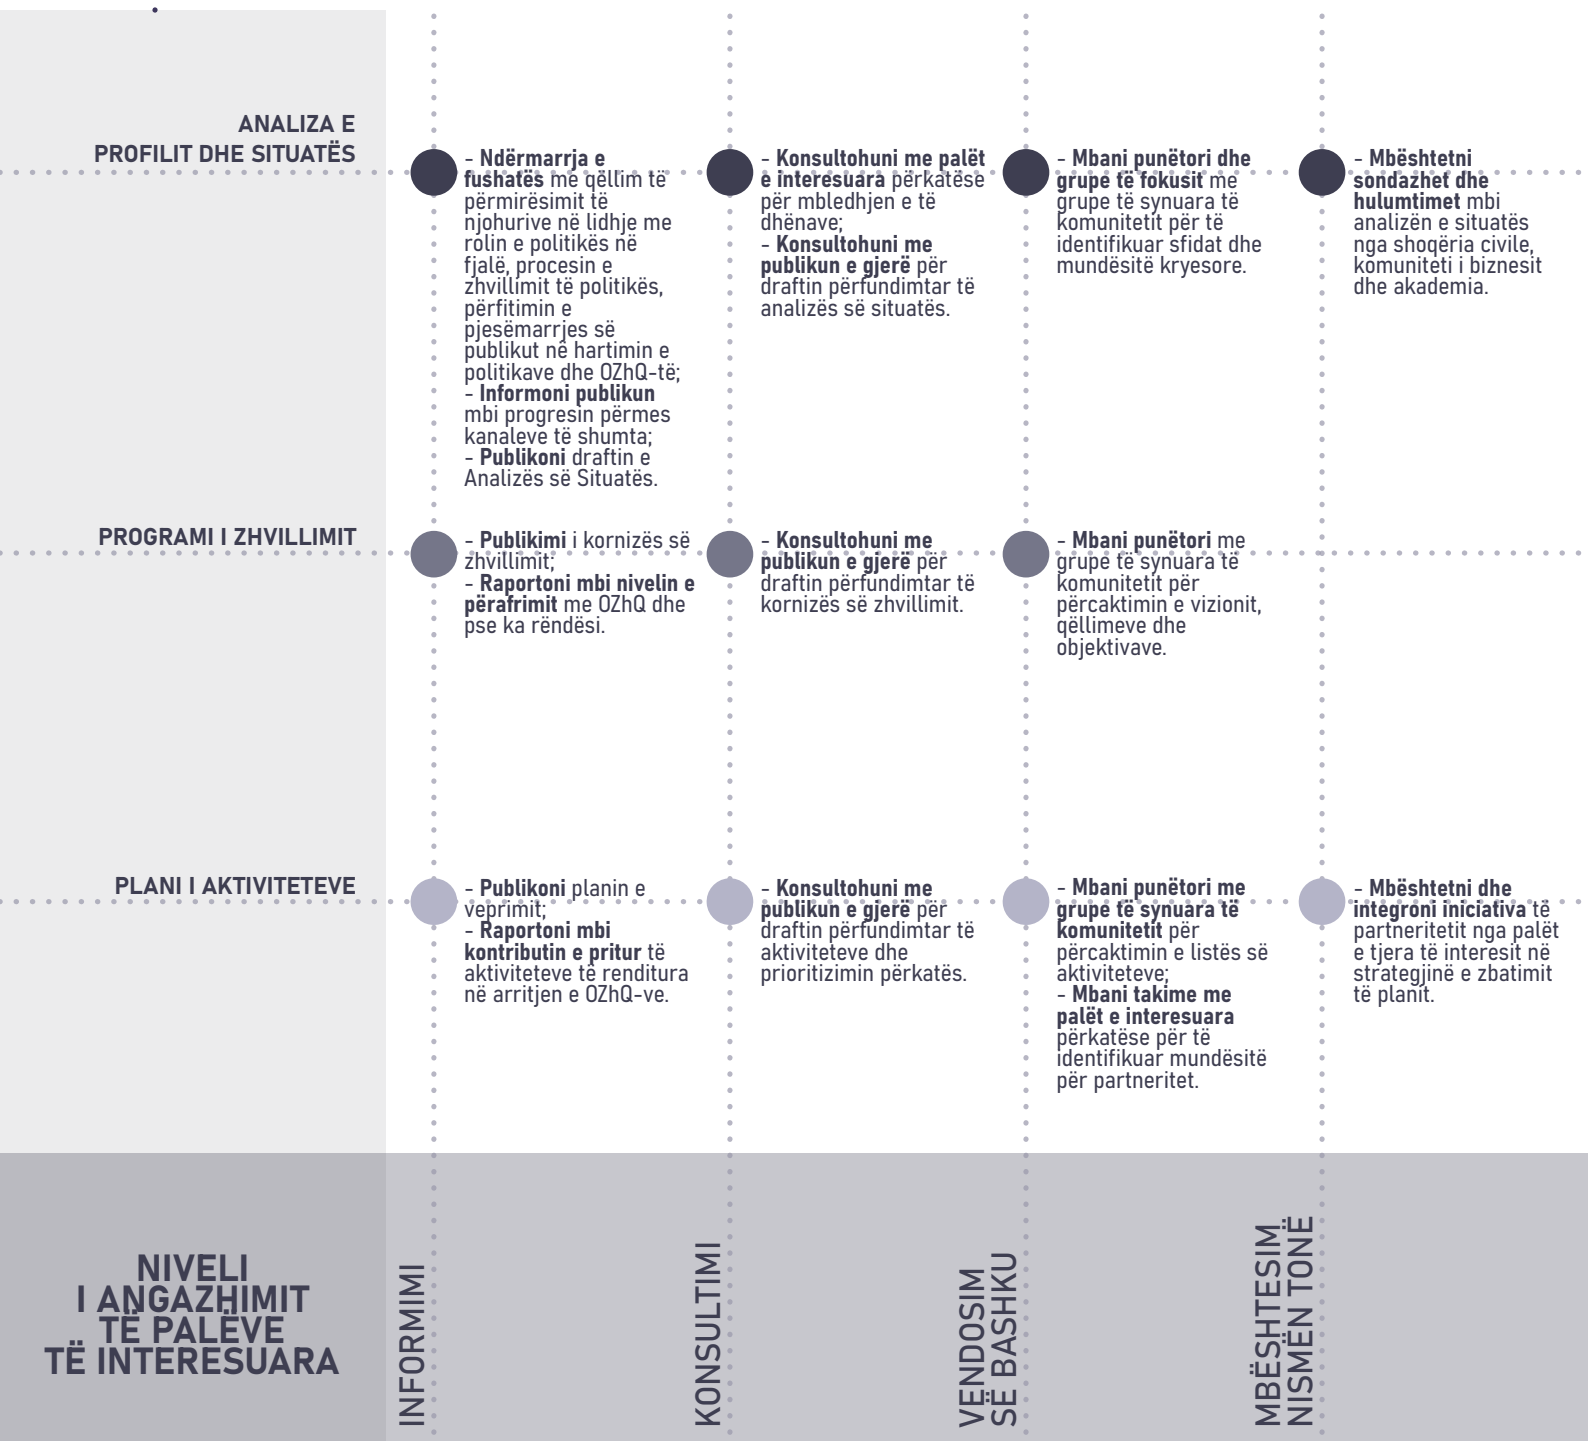 ANALIZA E
PROFILIT DHE SITUATËS
- Ndërmarrja e
fushatës me qëllim të
përmirësimit të
njohurive në lidhje me
rolin e politikës në
fjalë, procesin e
zhvillimit të politikës,
përfitimin e
pjesëmarrjes së
publikut në hartimin e
politikave dhe OZhQ-të;
- Informoni publikun
mbi progresin përmes
kanaleve të shumta;
- Publikoni draftin e
Analizës së Situatës.
- Konsultohuni me palët
e interesuara përkatëse
për mbledhjen e të
dhënave;
- Konsultohuni me
publikun e gjerë për
draftin përfundimtar të
analizës së situatës.
- Mbani punëtori dhe
grupe të fokusit me
grupe të synuara të
komunitetit për të
identifikuar sfidat dhe
mundësitë kryesore.
- Mbështetni
sondazhet dhe
hulumtimet mbi
analizën e situatës
nga shoqëria civile,
komuniteti i biznesit
dhe akademia.
PROGRAMI I ZHVILLIMIT
- Publikimi i kornizës së
zhvillimit;
- Raportoni mbi nivelin e
përafrimit me OZhQ dhe
pse ka rëndësi.
- Konsultohuni me
publikun e gjerë për
draftin përfundimtar të
kornizës së zhvillimit.
- Mbani punëtori me
grupe të synuara të
komunitetit për
përcaktimin e vizionit,
qëllimeve dhe
objektivave.
PLANI I AKTIVITETEVE
- Publikoni planin e
veprimit;
- Raportoni mbi
kontributin e pritur të
aktiviteteve të renditura
në arritjen e OZhQ-ve.
- Konsultohuni me
publikun e gjerë për
draftin përfundimtar të
aktiviteteve dhe
prioritizimin përkatës.
- Mbani punëtori me
grupe të synuara të
komunitetit për
përcaktimin e listës së
aktiviteteve;
- Mbani takime me
palët e interesuara
përkatëse për të
identifikuar mundësitë
për partneritet.
- Mbështetni dhe
integroni iniciativa të
partneritetit nga palët
e tjera të interesit në
strategjinë e zbatimit
të planit.
NIVELI
I ANGAZHIMIT
TË PALËVE
TË INTERESUARA
INFORMIMI
KONSULTIMI
VENDOSIM
SË BASHKU
MBËSHTESIM
NISMËN TONË